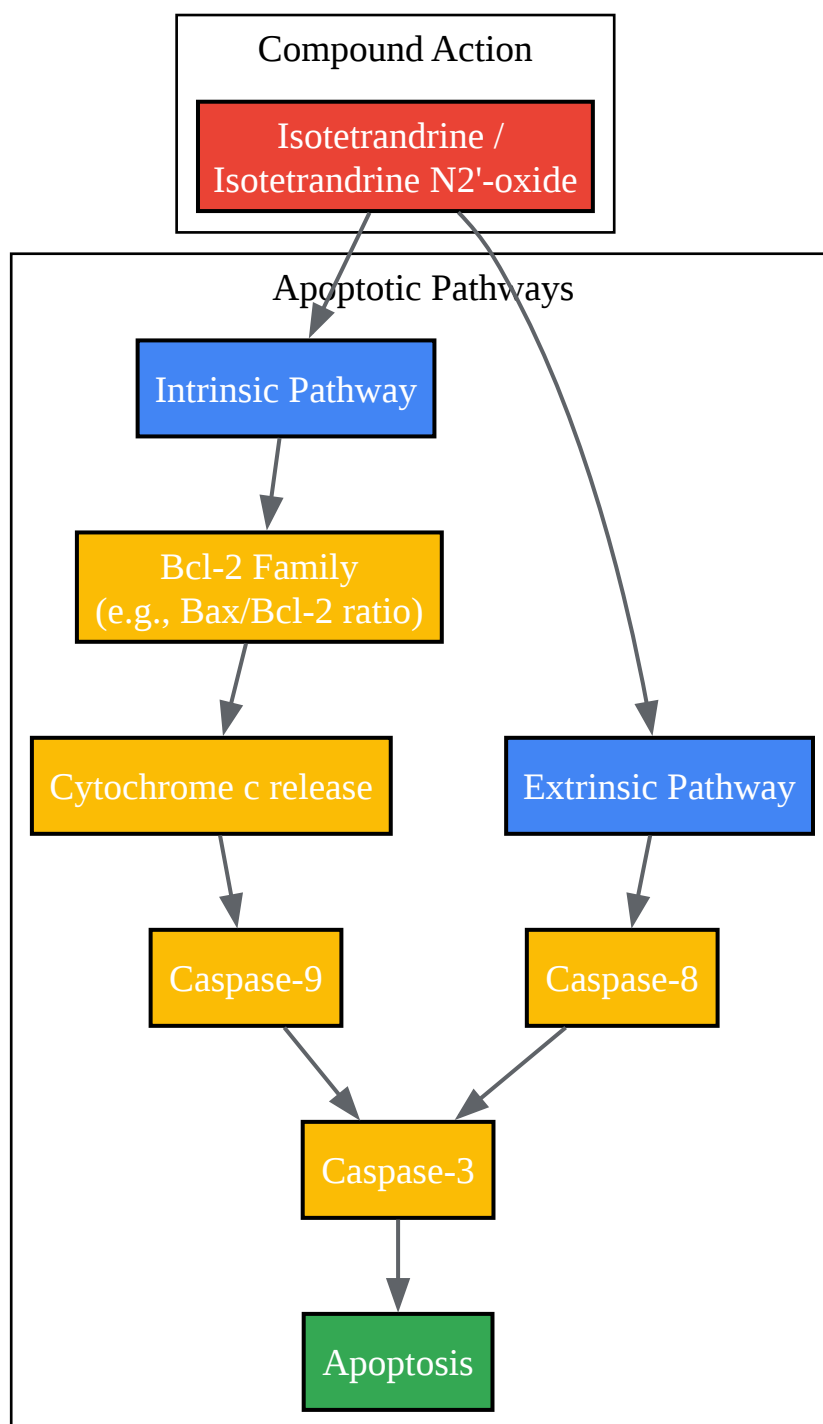 Compound Action
Isotetrandrine /
Isotetrandrine N2'-oxide
Apoptotic Pathways
Intrinsic Pathway
Bcl-2 Family
(e.g., Bax/Bcl-2 ratio)
Cytochrome c release
Extrinsic Pathway
Caspase-9
Caspase-8
Caspase-3
Apoptosis